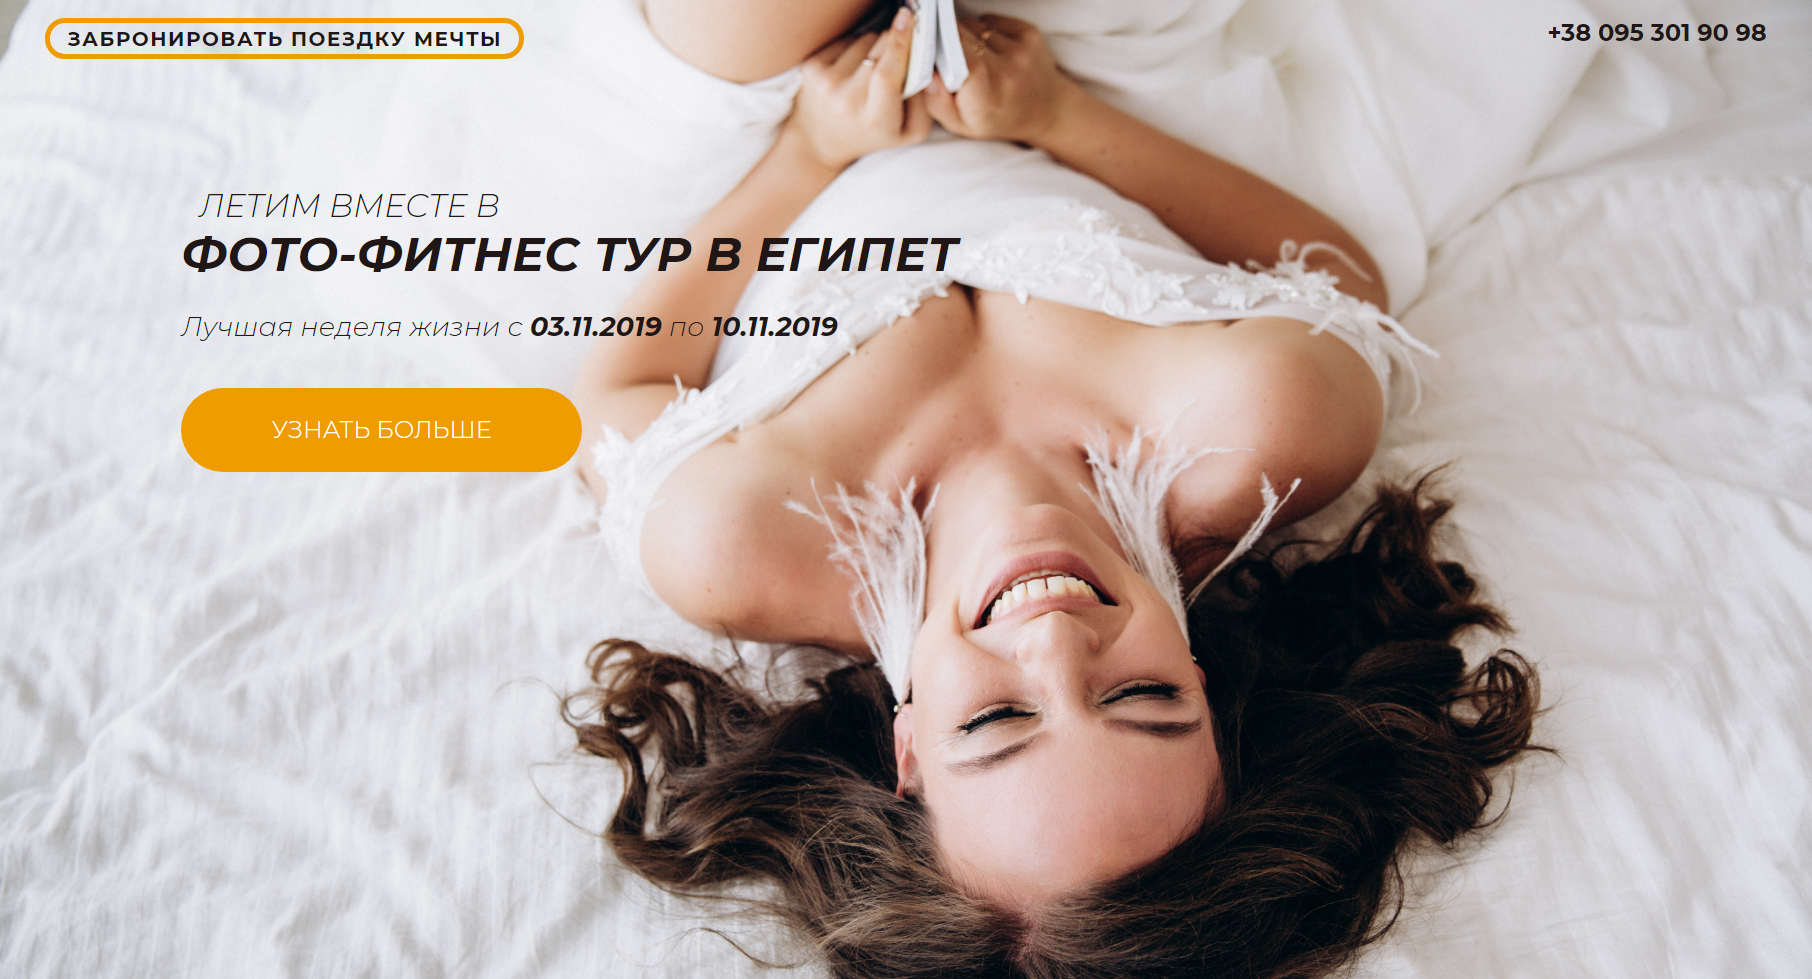 ЗАБРОНИРОВАТЬ ПОЕЗДКУ МЕЧТЫ
+38 095 301 90 98
ЛЕТИМ ВМЕСТЕ В
ФОТО-ФИТНЕС ТУР В ЕГИПЕТ
Лучшая неделя жизни с 03.11.2019 по 10.11.2019
УЗНАТЬ БОЛЬШЕ